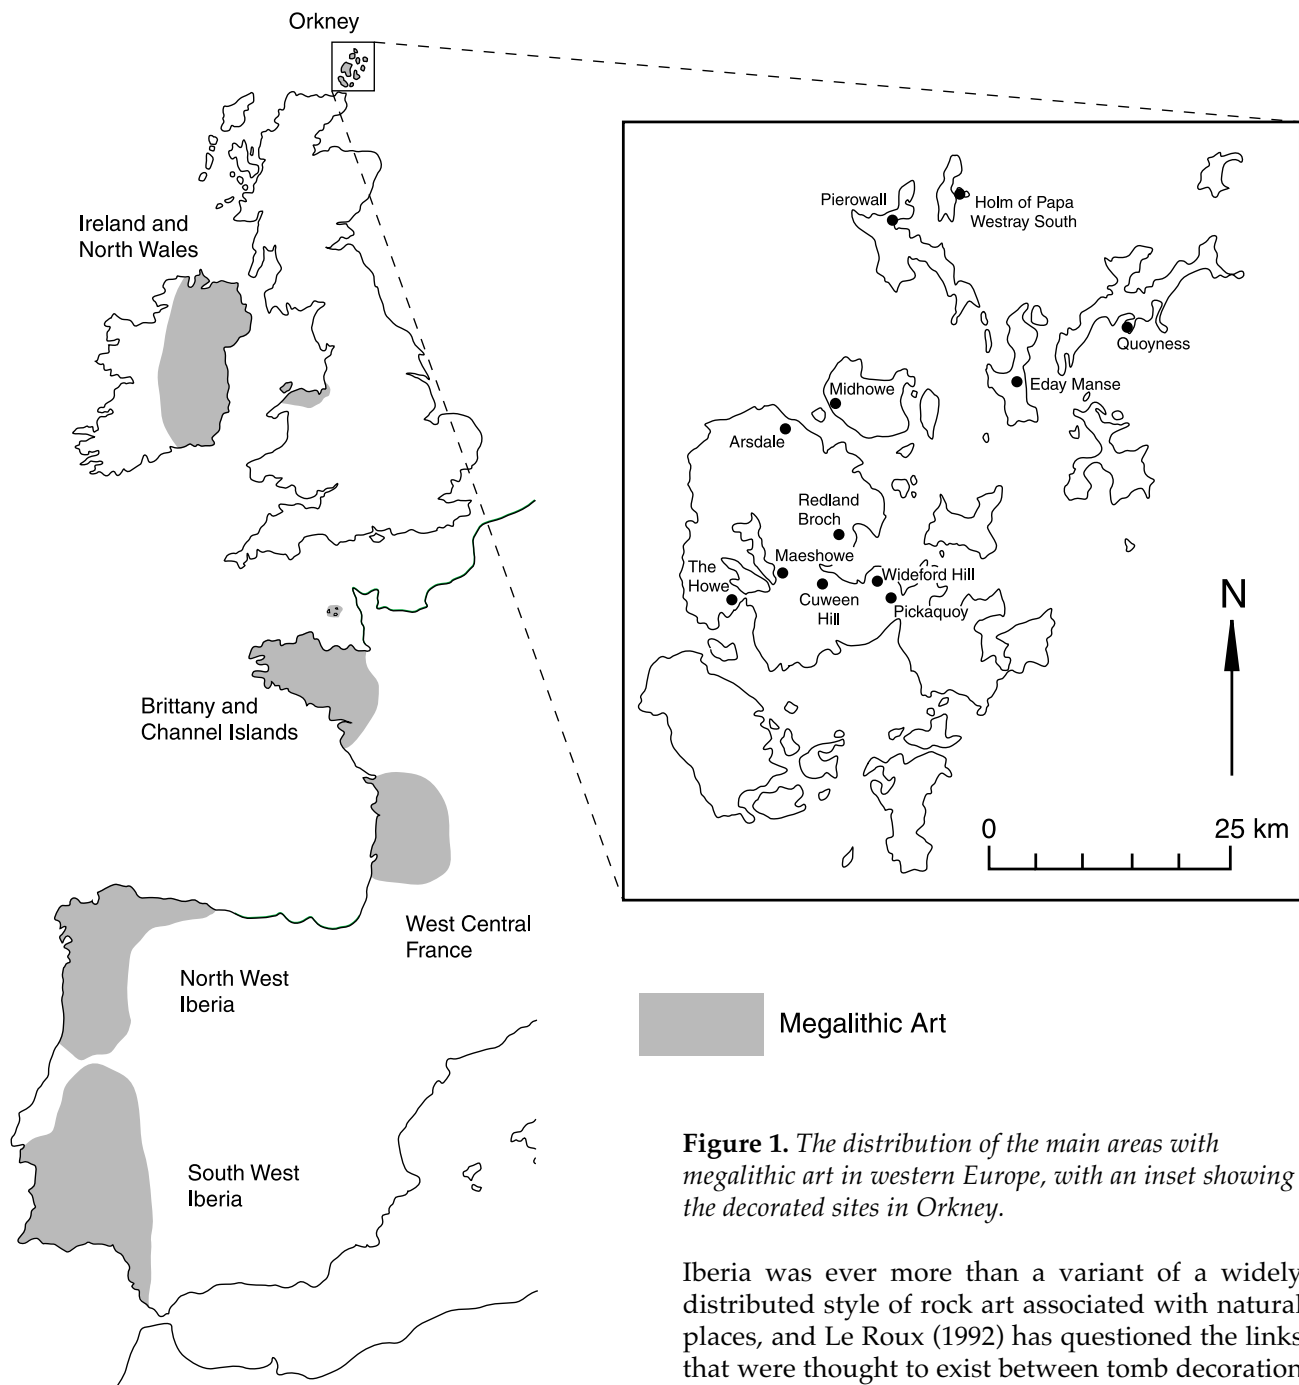 Orkney
Ireland and
North Wales
Brittany and
Channel Islands
West Central
France
North West
Iberia
South West
Iberia
Pierowall
Holm of Papa
Westray South
Quoyness
Eday Manse
Midhowe
Arsdale
Redland
Broch
Maeshowe
The
Howe
Wideford Hill
Cuween
Hill
Pickaquoy
N
0 25 km
Megalithic Art
Figure 1. The distribution of the main areas with
megalithic art in western Europe, with an inset showing
the decorated sites in Orkney.
Iberia was ever more than a variant of a widely
distributed style of rock art associated with natural
places, and Le Roux (1992) has questioned the links
that were thought to exist between tomb decoration